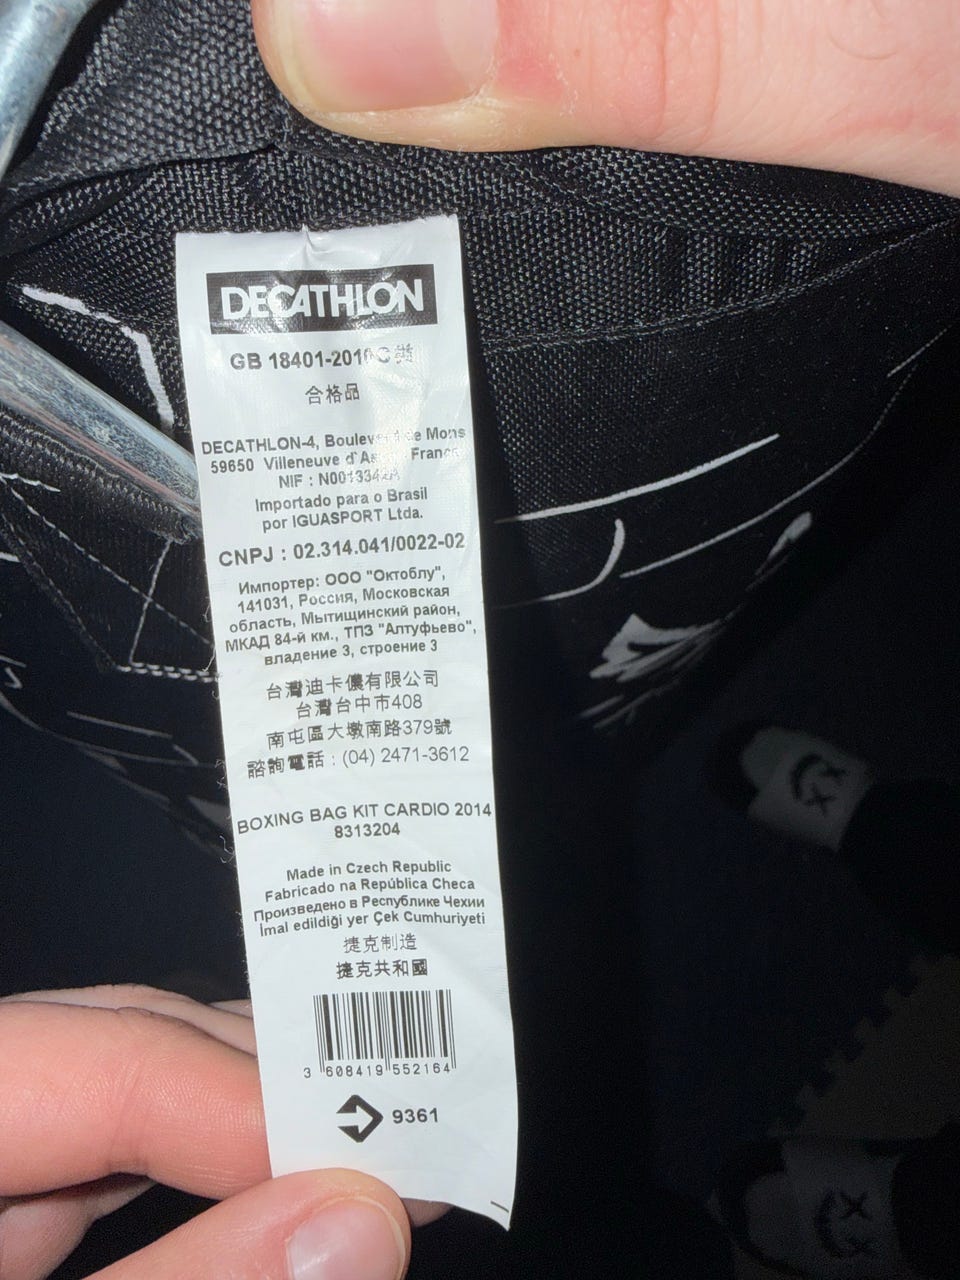 DECATHLON
GB 18401-2010 C
合格品
DECATHLON-4, Boulevard de Mons
59650 Villeneuve d'Ascq, France
NIF : N0013342A
Importado para o Brasil
por IGUASPORT Ltda.
CNPJ : 02.314.041/0022-02
Импортер: ООО "Октоблу",
141031, Россия, Московская
область, Мытищинский район,
МКАД 84-й км., ТПЗ "Алтуфьево",
владение 3, строение 3
台灣迪卡儂有限公司
台灣台中市408
南屯區大墩南路379號
諮詢電話 : (04) 2471-3612
BOXING BAG KIT CARDIO 2014
8313204
Made in Czech Republic
Fabricado na República Checa
Произведено в Республике Чехии
İmal edildiği yer Çek Cumhuriyeti
捷克制造
捷克共和國
3 608419 552164
9361